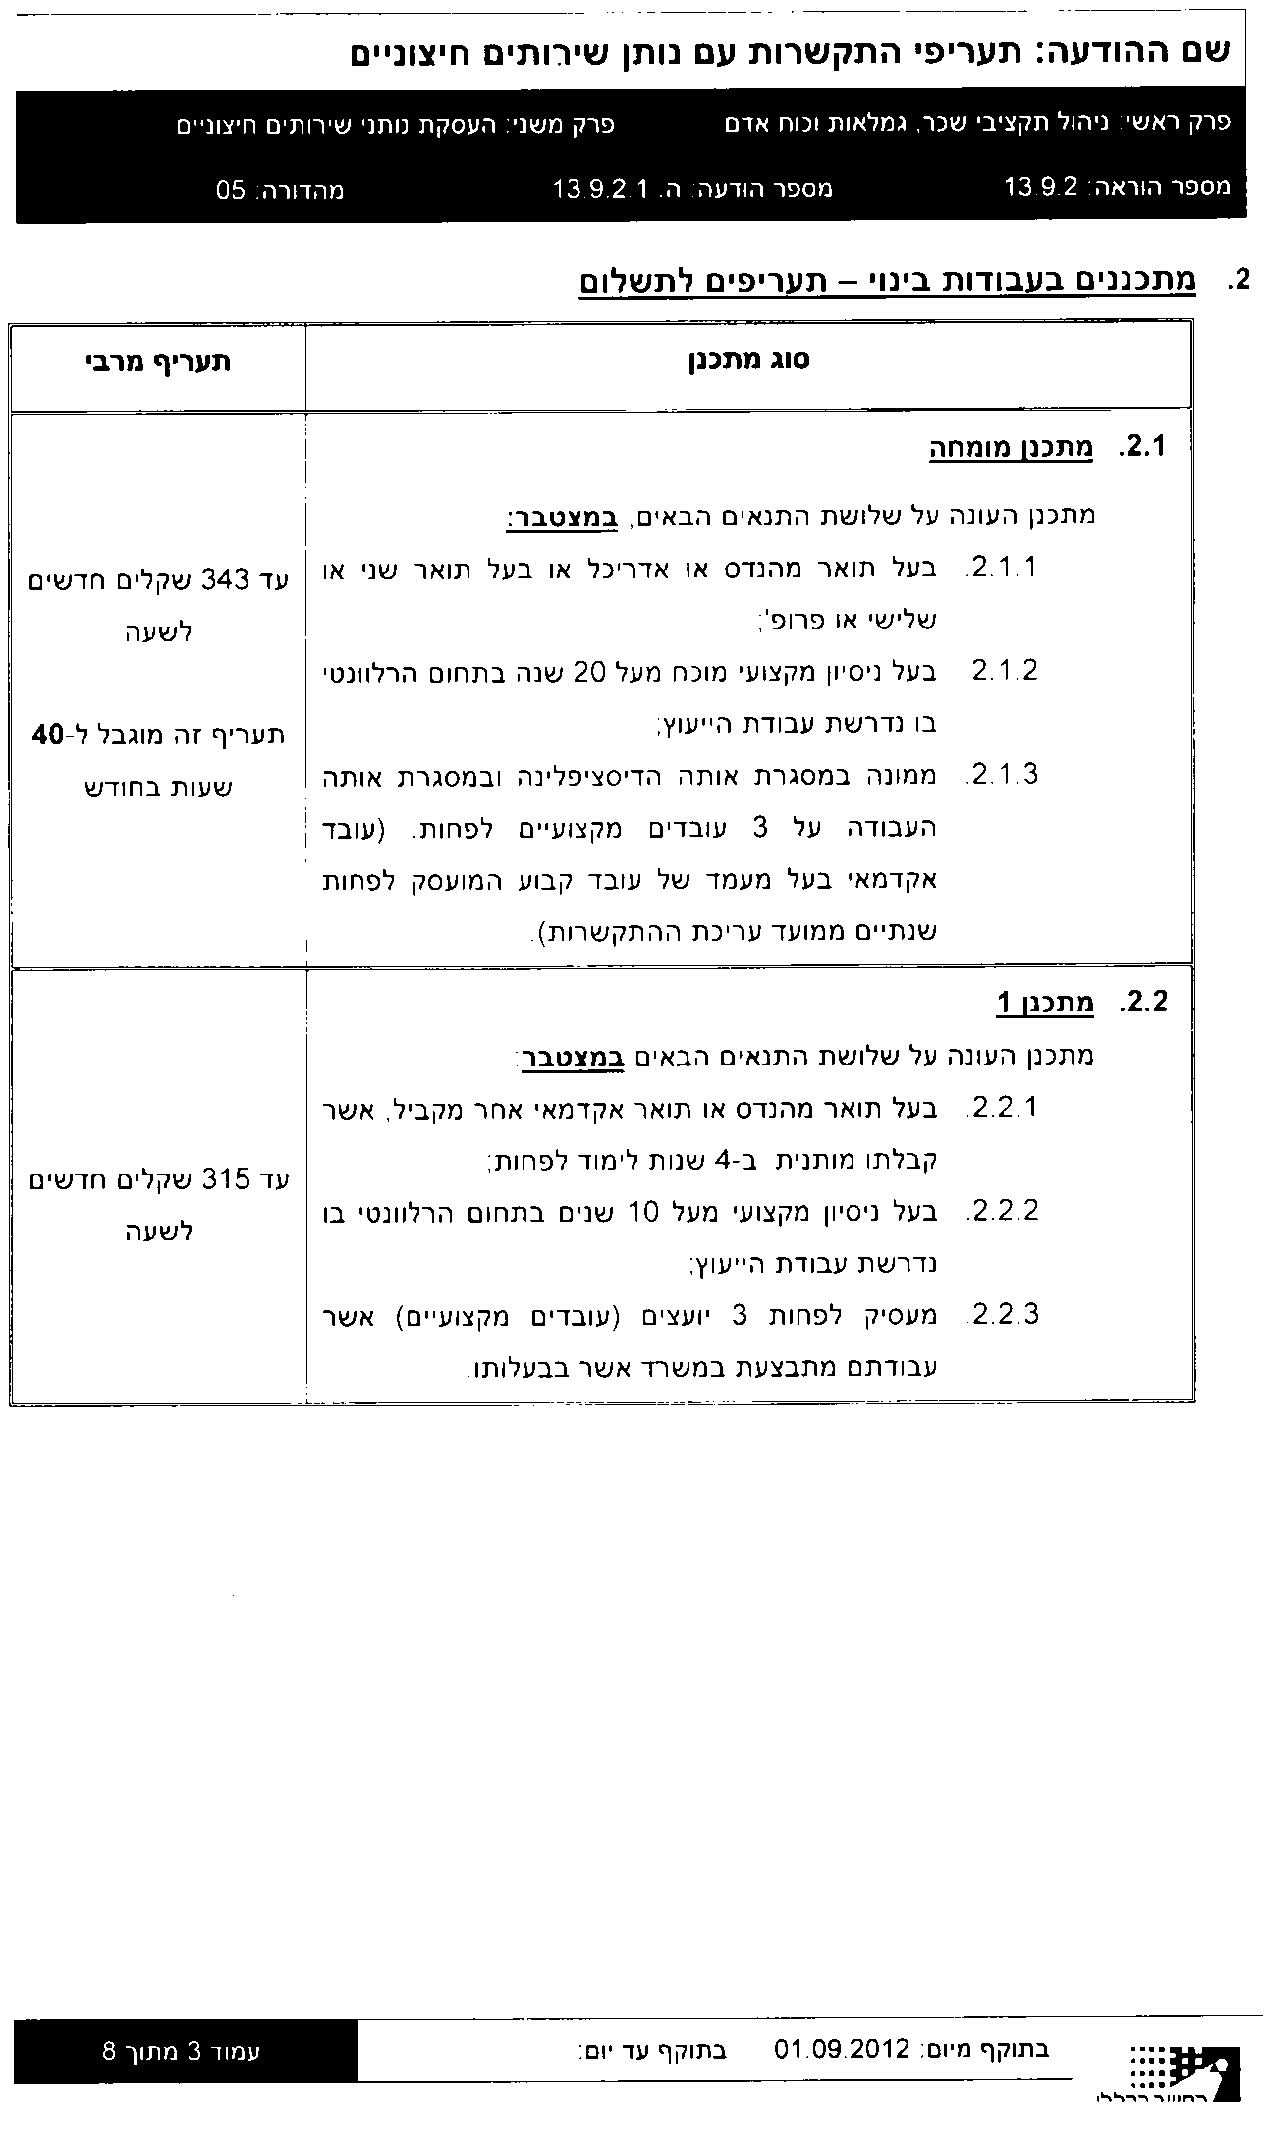 שם ההודעה: תעריפי התקשרות עם נותן שירותים חיצוניים
פרק ראשי: ניהול תקציבי שכר, גמלאות וכוח אדם פרק משני: העסקת נותני שירותים חיצוניים
מספר הוראה: 13.9.2 מספר הודעה: ה. 13.9.2.1 מהדורה: 05
2. מתכננים בעבודות בינוי – תעריפים לתשלום
סוג מתכנן תעריף מרבי
2.1. מתכנן מומחה
מתכנן העונה על שלושת התנאים הבאים, במצטבר:
2.1.1. בעל תואר מהנדס או אדריכל או בעל תואר שני או
שלישי או פרופ';
2.1.2 בעל ניסיון מקצועי מוכח מעל 20 שנה בתחום הרלוונטי
בו נדרשת עבודת הייעוץ;
2.1.3. ממונה במסגרת אותה הדיסציפלינה ובמסגרת אותה
העבודה על 3 עובדים מקצועיים לפחות. (עובד
אקדמאי בעל מעמד של עובד קבוע המועסק לפחות
שנתיים ממועד עריכת ההתקשרות).
עד 343 שקלים חדשים
לשעה
תעריף זה מוגבל ל-40
שעות בחודש
2.2. מתכנן 1
מתכנן העונה על שלושת התנאים הבאים במצטבר:
2.2.1. בעל תואר מהנדס או תואר אקדמאי אחר מקביל, אשר
קבלתו מותנית ב-4 שנות לימוד לפחות;
2.2.2. בעל ניסיון מקצועי מעל 10 שנים בתחום הרלוונטי בו
נדרשת עבודת הייעוץ;
2.2.3. מעסיק לפחות 3 יועצים (עובדים מקצועיים) אשר
עבודתם מתבצעת במשרד אשר בבעלותו.
עד 315 שקלים חדשים
לשעה
בתוקף מיום: 01.09.2012 בתוקף עד יום: עמוד 3 מתוך 8